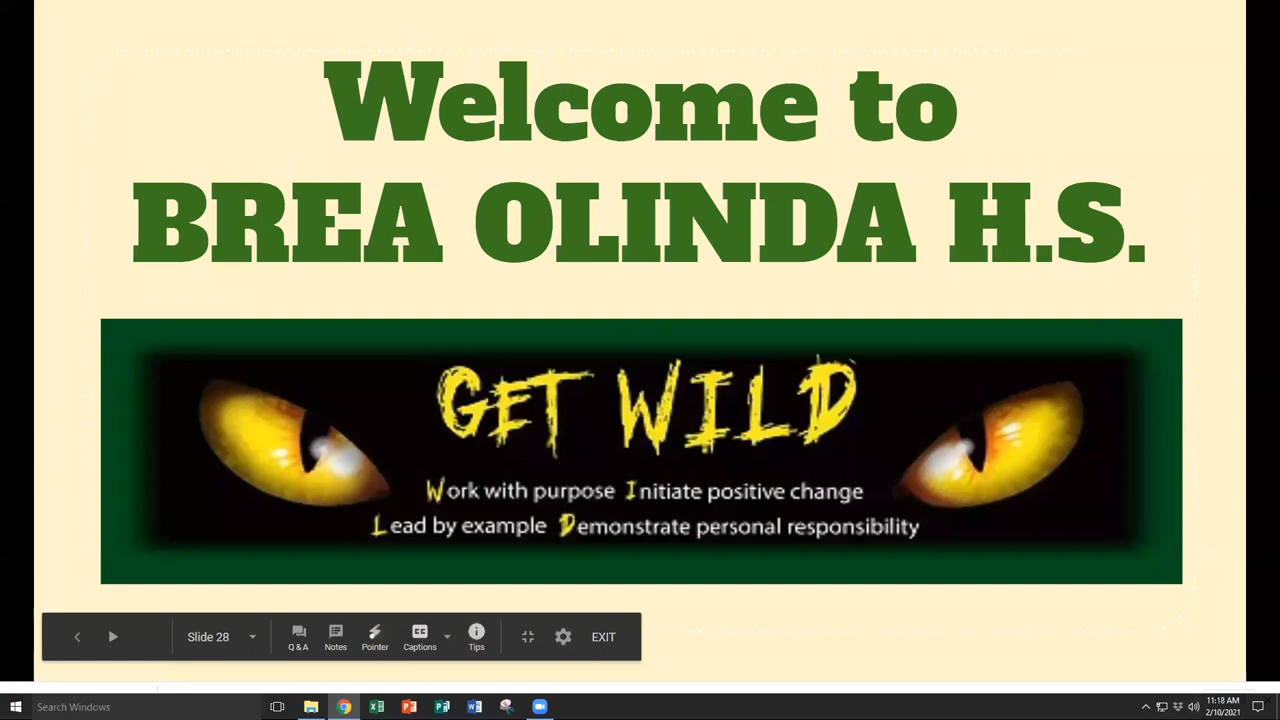 Welcome to
BREA OLINDA H.S.
GET WILD
Work with purpose Initiate positive change
Lead by example Demonstrate personal responsibility
Slide 28
Q & A Notes Pointer Captions Tips EXIT
Search Windows
11:18 AM
2/10/2021